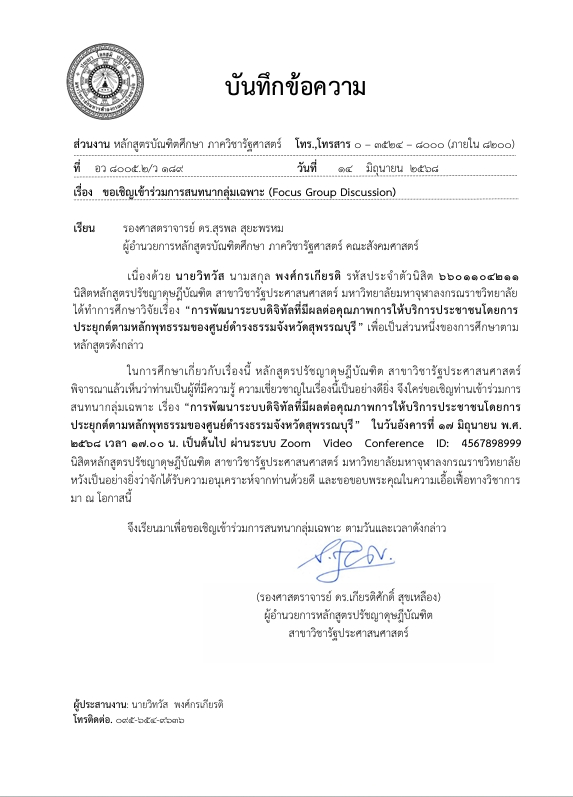 บันทึกข้อความ
ส่วนงาน หลักสูตรบัณฑิตศึกษา ภาควิชารัฐศาสตร์ โทร.,โทรสาร ๐ – ๓๕๒๔ – ๘๐๐๐ (ภายใน ๘๒๐๐)
ที่ อว ๘๐๐๕.๒/ว ๑๘๙ วันที่ ๑๔ มิถุนายน ๒๕๖๘
เรื่อง ขอเชิญเข้าร่วมการสนทนากลุ่มเฉพาะ (Focus Group Discussion)
เรียน รองศาสตราจารย์ ดร.สุรพล สุยะพรหม
ผู้อำนวยการหลักสูตรบัณฑิตศึกษา ภาควิชารัฐศาสตร์ คณะสังคมศาสตร์
เนื่องด้วย นายวิทวัส นามสกุล พงศ์กรเกียรติ รหัสประจำตัวนิสิต ๖๖๐๑๑๐๔๒๑๑
นิสิตหลักสูตรปรัชญาดุษฎีบัณฑิต สาขาวิชารัฐประศาสนศาสตร์ มหาวิทยาลัยมหาจุฬาลงกรณราชวิทยาลัย
ได้ทำการศึกษาวิจัยเรื่อง “การพัฒนาระบบดิจิทัลที่มีผลต่อคุณภาพการให้บริการประชาชนโดยการ
ประยุกต์ตามหลักพุทธรรมของศูนย์ดำรงธรรมจังหวัดสุพรรณบุรี” เพื่อเป็นส่วนหนึ่งของการศึกษาตาม
หลักสูตรดังกล่าว
ในการศึกษาเกี่ยวกับเรื่องนี้ หลักสูตรปรัชญาดุษฎีบัณฑิต สาขาวิชารัฐประศาสนศาสตร์
พิจารณาแล้วเห็นว่าท่านเป็นผู้ที่มีความรู้ ความเชี่ยวชาญในเรื่องนี้เป็นอย่างดียิ่ง จึงใคร่ขอเชิญท่านเข้าร่วมการ
สนทนากลุ่มเฉพาะ เรื่อง “การพัฒนาระบบดิจิทัลที่มีผลต่อคุณภาพการให้บริการประชาชนโดยการ
ประยุกต์ตามหลักพุทธรรมของศูนย์ดำรงธรรมจังหวัดสุพรรณบุรี” ในวันอังคารที่ ๑๗ มิถุนายน พ.ศ.
๒๕๖๘ เวลา ๑๗.๐๐ น. เป็นต้นไป ผ่านระบบ Zoom Video Conference ID: 4567898999
นิสิตหลักสูตรปรัชญาดุษฎีบัณฑิต สาขาวิชารัฐประศาสนศาสตร์ มหาวิทยาลัยมหาจุฬาลงกรณราชวิทยาลัย
หวังเป็นอย่างยิ่งว่าจักได้รับความอนุเคราะห์จากท่านด้วยดี และขอขอบพระคุณในความเอื้อเฟื้อทางวิชาการ
มา ณ โอกาสนี้
จึงเรียนมาเพื่อขอเชิญเข้าร่วมการสนทนากลุ่มเฉพาะ ตามวันและเวลาดังกล่าว
(รองศาสตราจารย์ ดร.เกียรติศักดิ์ สุขเหลือง)
ผู้อำนวยการหลักสูตรปรัชญาดุษฎีบัณฑิต
สาขาวิชารัฐประศาสนศาสตร์
ผู้ประสานงาน: นายวิทวัส พงศ์กรเกียรติ
โทรติดต่อ. ๐๙๕-๖๕๔-๙๖๓๖